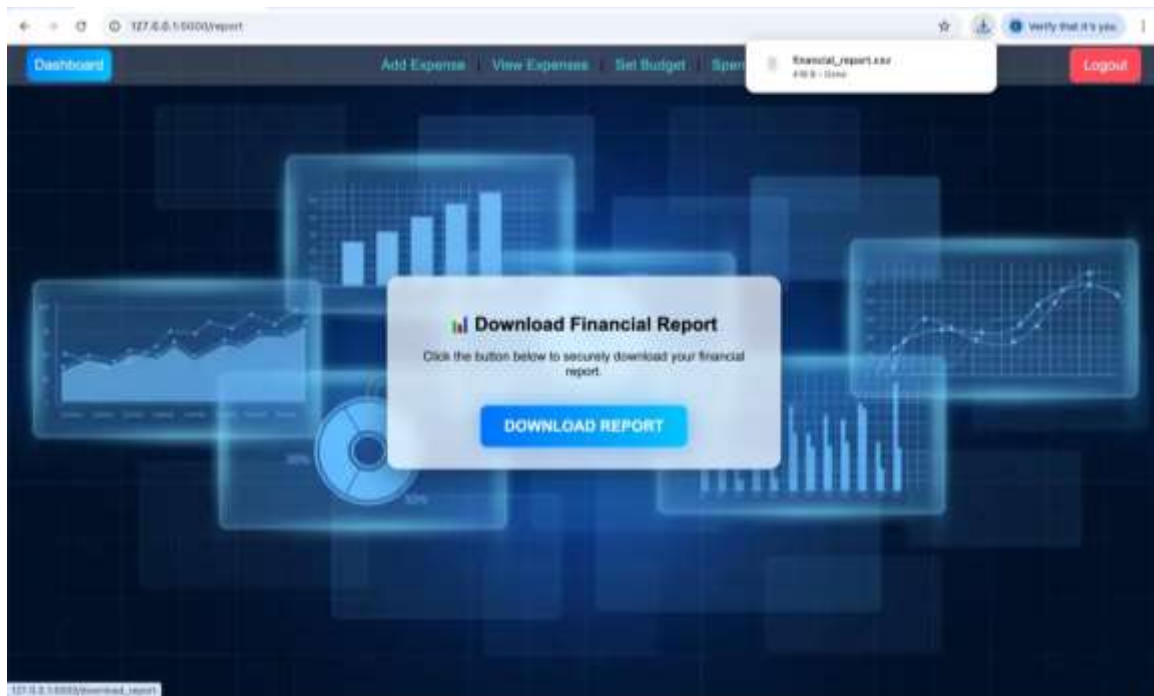 127.0.0.1:5000/report
Verify that it's you
Dashboard
Add Expense | View Expenses | Set Budget |
financial_report.csv
Done
Logout
Download Financial Report
Click the button below to securely download your financial
report.
DOWNLOAD REPORT
127.0.0.1:5000/download_report